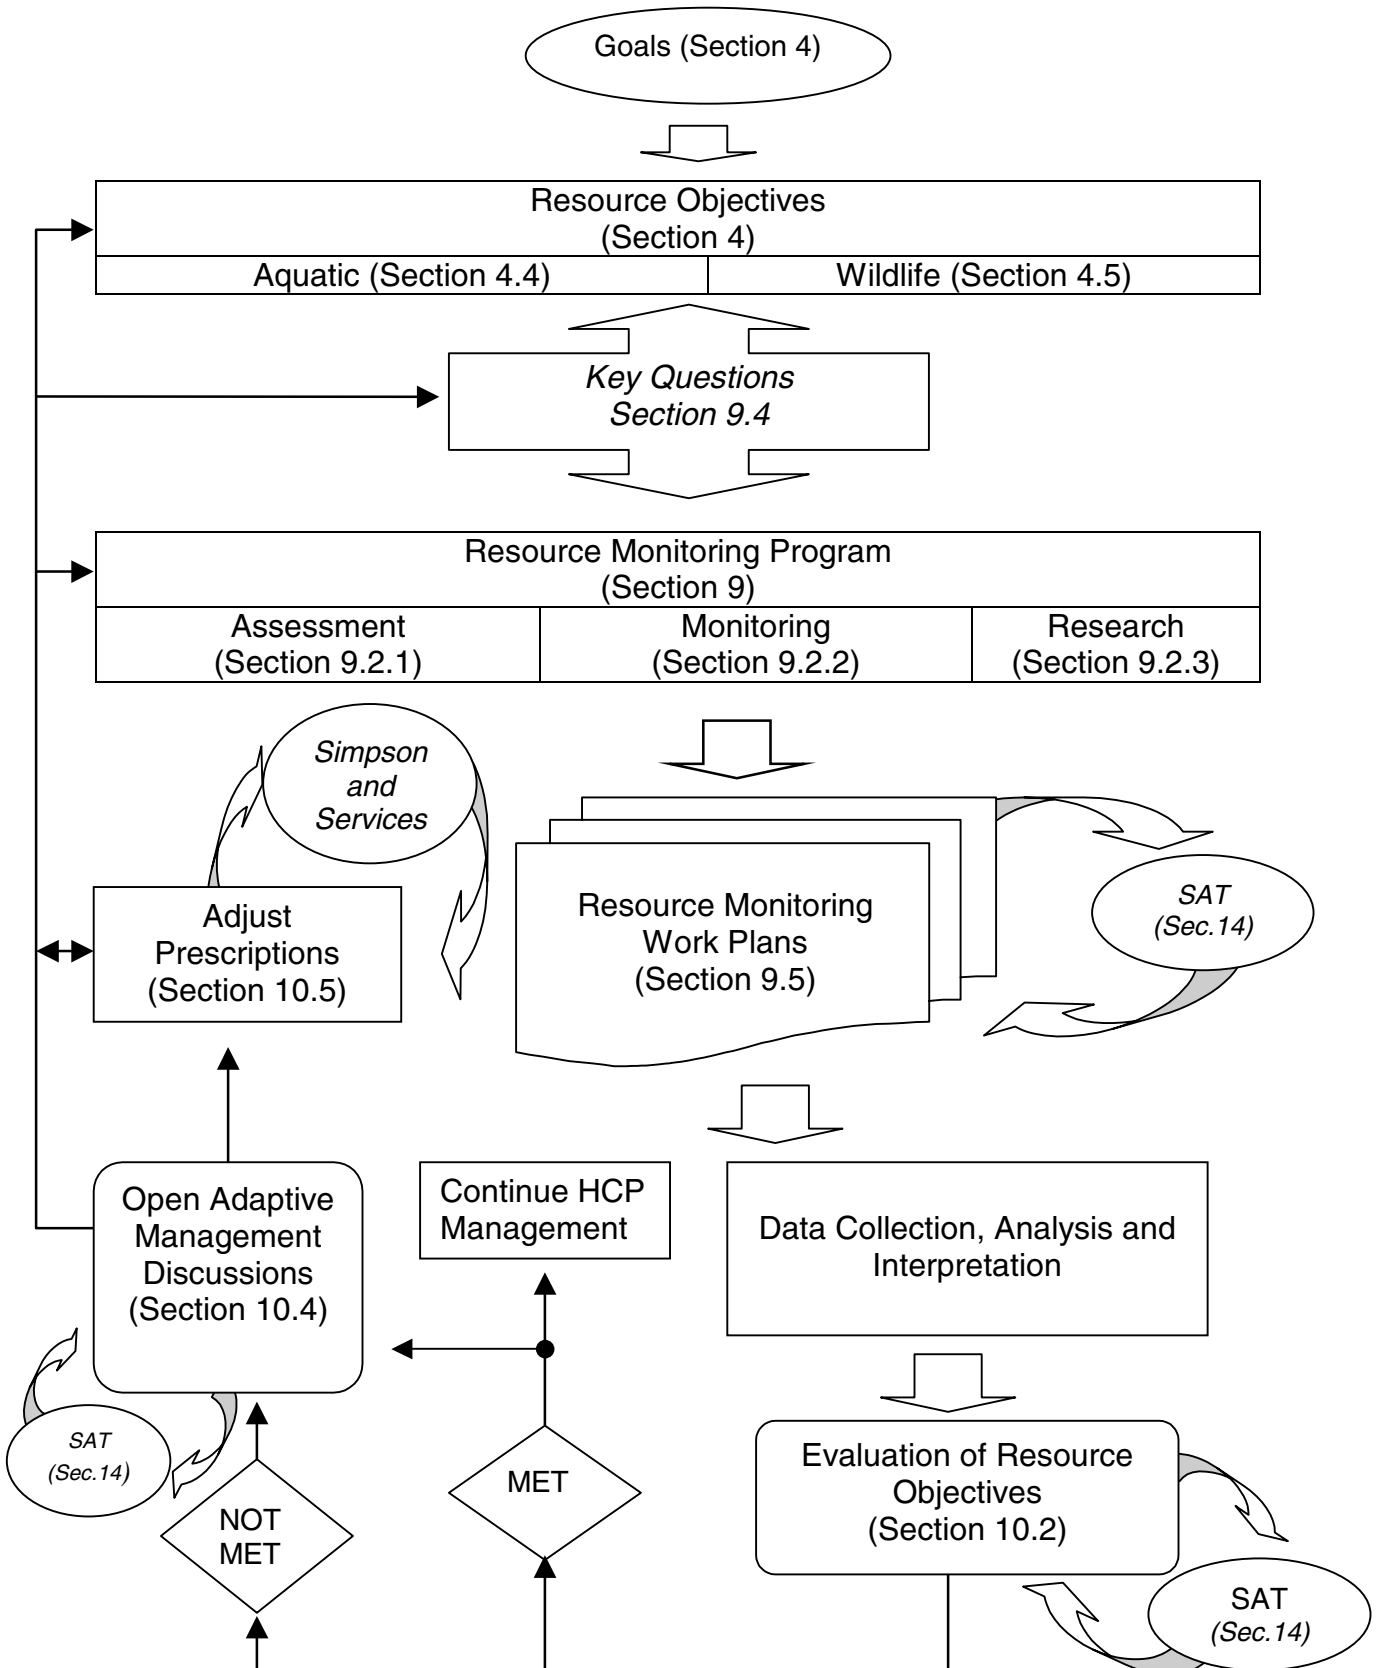 Goals (Section 4)
Resource Objectives
(Section 4)
Aquatic (Section 4.4)
Wildlife (Section 4.5)
Key Questions
Section 9.4
Resource Monitoring Program
(Section 9)
Assessment
(Section 9.2.1)
Monitoring
(Section 9.2.2)
Research
(Section 9.2.3)
Simpson
and
Services
Adjust
Prescriptions
(Section 10.5)
Resource Monitoring
Work Plans
(Section 9.5)
SAT
(Sec.14)
Open Adaptive
Management
Discussions
(Section 10.4)
Continue HCP
Management
Data Collection, Analysis and
Interpretation
SAT
(Sec.14)
NOT
MET
MET
Evaluation of Resource
Objectives
(Section 10.2)
SAT
(Sec.14)